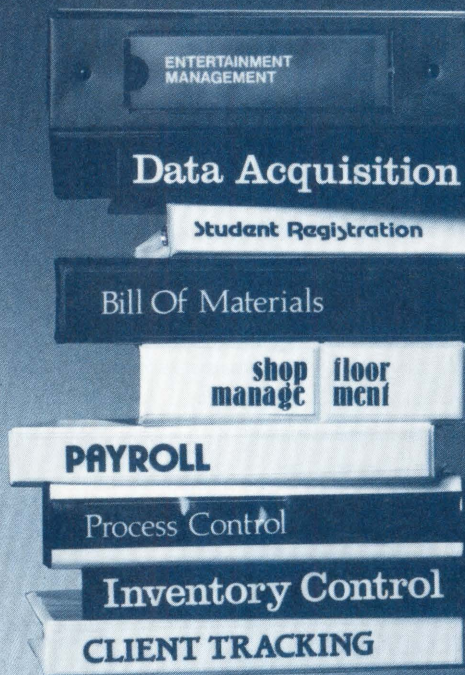 ENTERTAINMENT
MANAGEMENT
Data Acquisition
Student Registration
Bill Of Materials
shop floor
manage ment
PAYROLL
Process Control
Inventory Control
CLIENT TRACKING